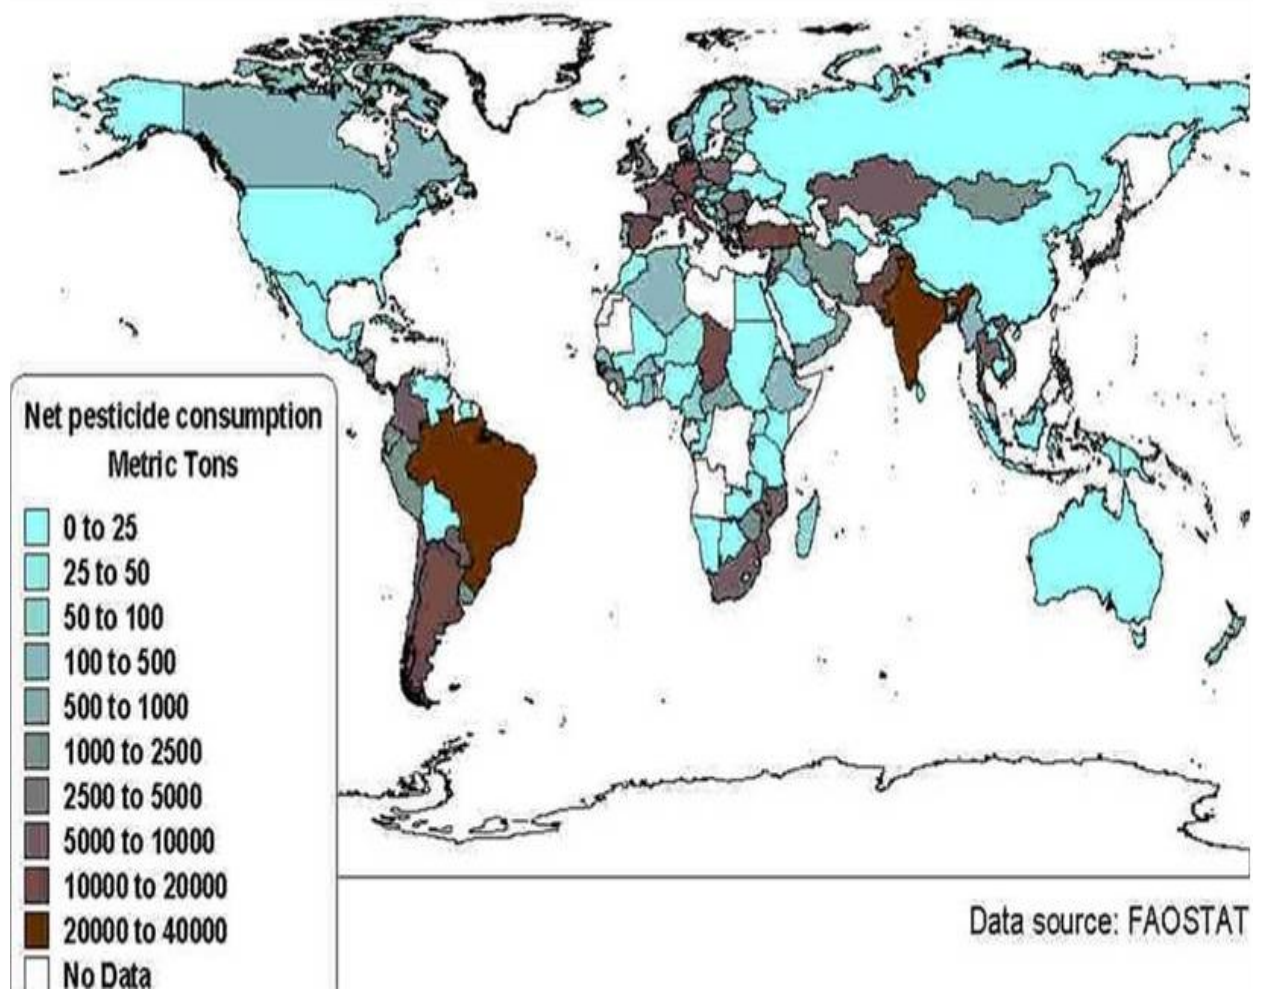 Net pesticide consumption
Metric Tons
0 to 25
25 to 50
50 to 100
100 to 500
500 to 1000
1000 to 2500
2500 to 5000
5000 to 10000
10000 to 20000
20000 to 40000
No Data
Data source: FAOSTAT